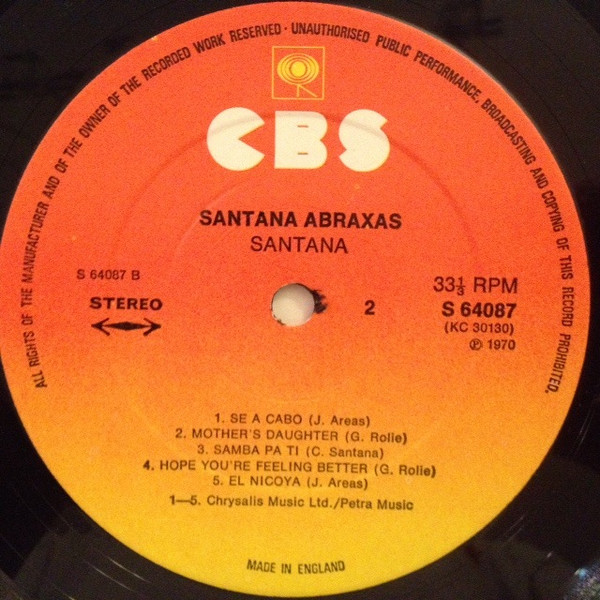 ALL RIGHTS OF THE MANUFACTURER AND OF THE OWNER OF THE RECORDED WORK RESERVED · UNAUTHORISED PUBLIC PERFORMANCE, BROADCASTING AND COPYING OF THIS RECORD PROHIBITED.
CBS
SANTANA ABRAXAS
SANTANA
S 64087 B
STEREO
2
33⅓ RPM
S 64087
(KC 30130)
℗ 1970
1. SE A CABO (J. Areas)
2. MOTHER'S DAUGHTER (G. Rolie)
3. SAMBA PA TI (C. Santana)
4. HOPE YOU'RE FEELING BETTER (G. Rolie)
5. EL NICOYA (J. Areas)
1—5. Chrysalis Music Ltd./Petra Music
MADE IN ENGLAND